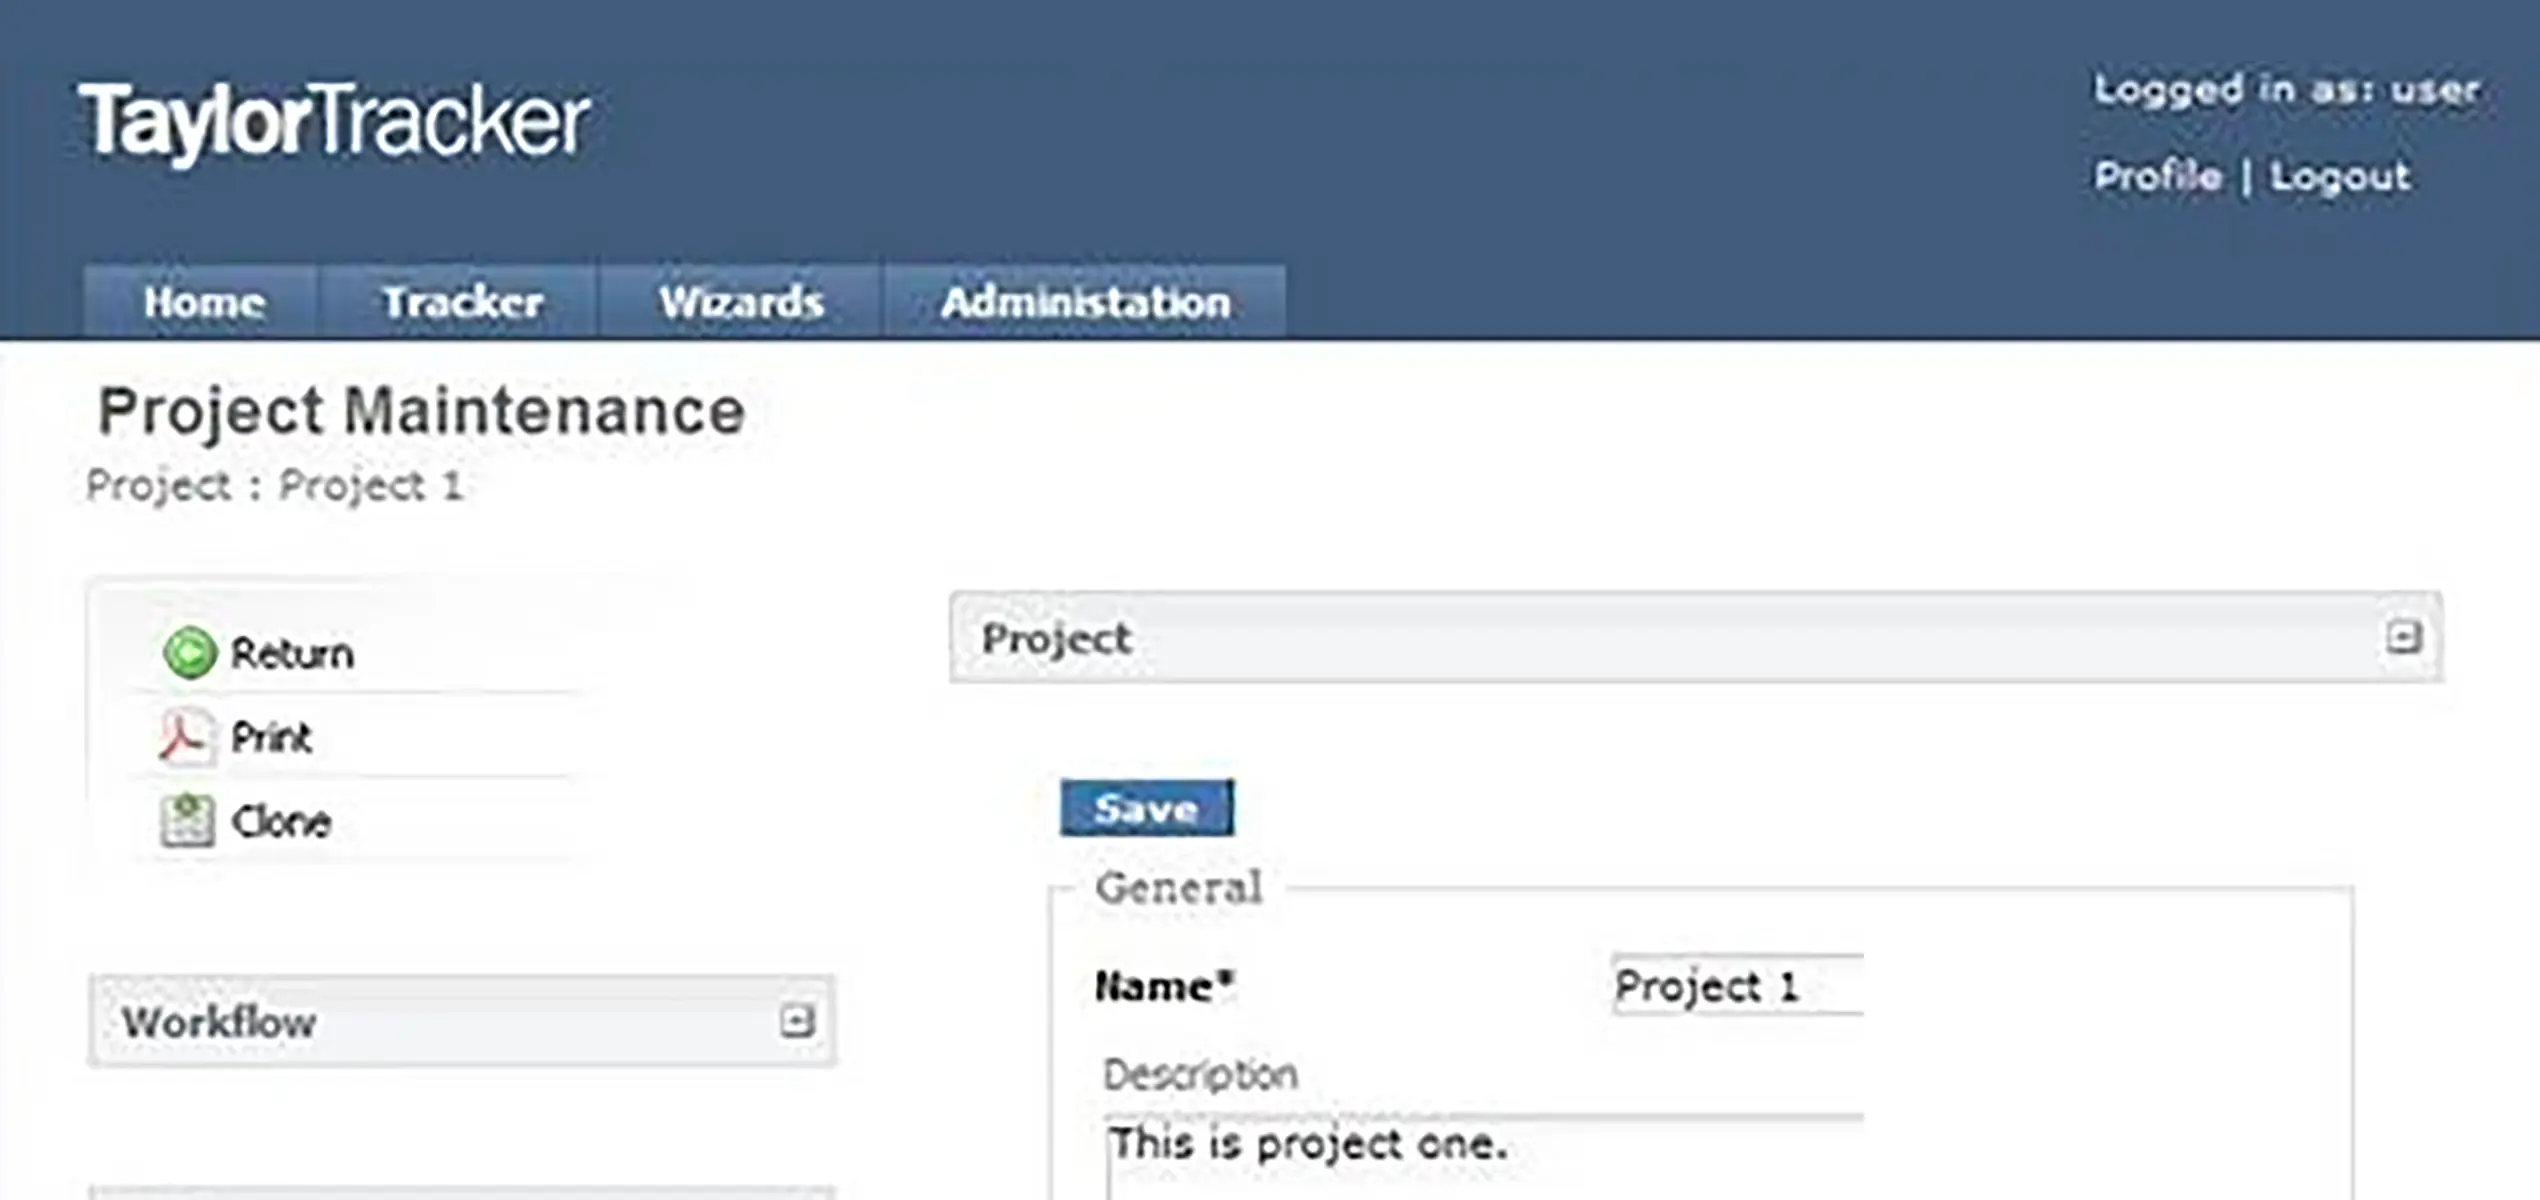 TaylorTracker
Logged in as: user
Profile | Logout
Home Tracker Wizards Administation
Project Maintenance
Project : Project 1
Return
Print
Clone
Workflow
Project
Save
General
Name* Project 1
Description
This is project one.